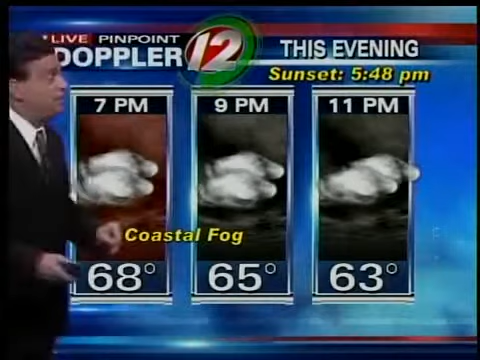 LIVE PINPOINT
DOPPLER 12
THIS EVENING
Sunset: 5:48 pm
7 PM 9 PM 11 PM
Coastal Fog
68° 65° 63°